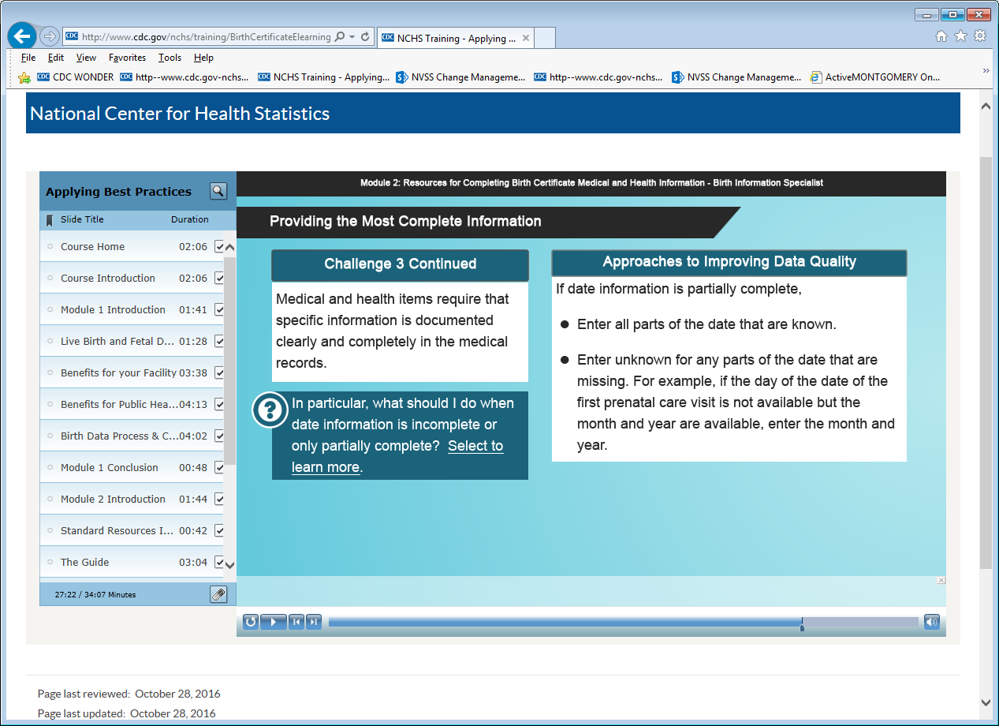 http://www.cdc.gov/nchs/training/BirthCertificateElearning
CDC
NCHS Training - Applying ...
File Edit View Favorites Tools Help
CDC CDC WONDER CDC http--www.cdc.gov-nchs... CDC NCHS Training - Applying... NVSS Change Manageme... CDC http--www.cdc.gov-nchs... NVSS Change Manageme... ActiveMONTGOMERY On...
National Center for Health Statistics
Applying Best Practices
Slide Title Duration
Course Home 02:06
Course Introduction 02:06
Module 1 Introduction 01:41
Live Birth and Fetal D... 01:28
Benefits for your Facility 03:38
Benefits for Public Hea... 04:13
Birth Data Process & C... 04:02
Module 1 Conclusion 00:48
Module 2 Introduction 01:44
Standard Resources I... 00:42
The Guide 03:04
27:22 / 34:07 Minutes
Module 2: Resources for Completing Birth Certificate Medical and Health Information - Birth Information Specialist
Providing the Most Complete Information
Challenge 3 Continued
Medical and health items require that
specific information is documented
clearly and completely in the medical
records.
?
In particular, what should I do when
date information is incomplete or
only partially complete? Select to
learn more.
Approaches to Improving Data Quality
If date information is partially complete,
● Enter all parts of the date that are known.
● Enter unknown for any parts of the date that are
missing. For example, if the day of the date of the
first prenatal care visit is not available but the
month and year are available, enter the month and
year.
Page last reviewed: October 28, 2016
Page last updated: October 28, 2016